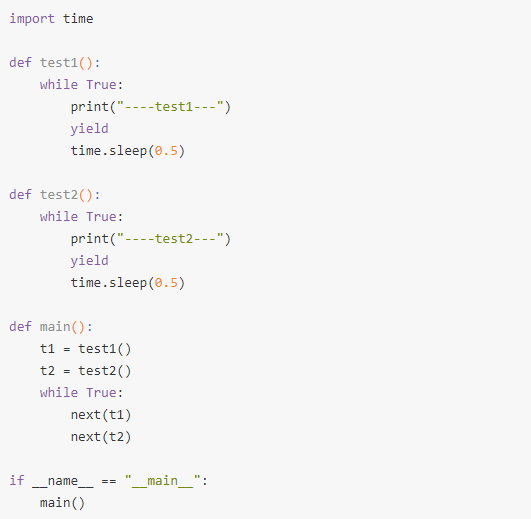 import time

def test1():
    while True:
        print("----test1---")
        yield
        time.sleep(0.5)

def test2():
    while True:
        print("----test2---")
        yield
        time.sleep(0.5)

def main():
    t1 = test1()
    t2 = test2()
    while True:
        next(t1)
        next(t2)

if __name__ == "__main__":
    main()